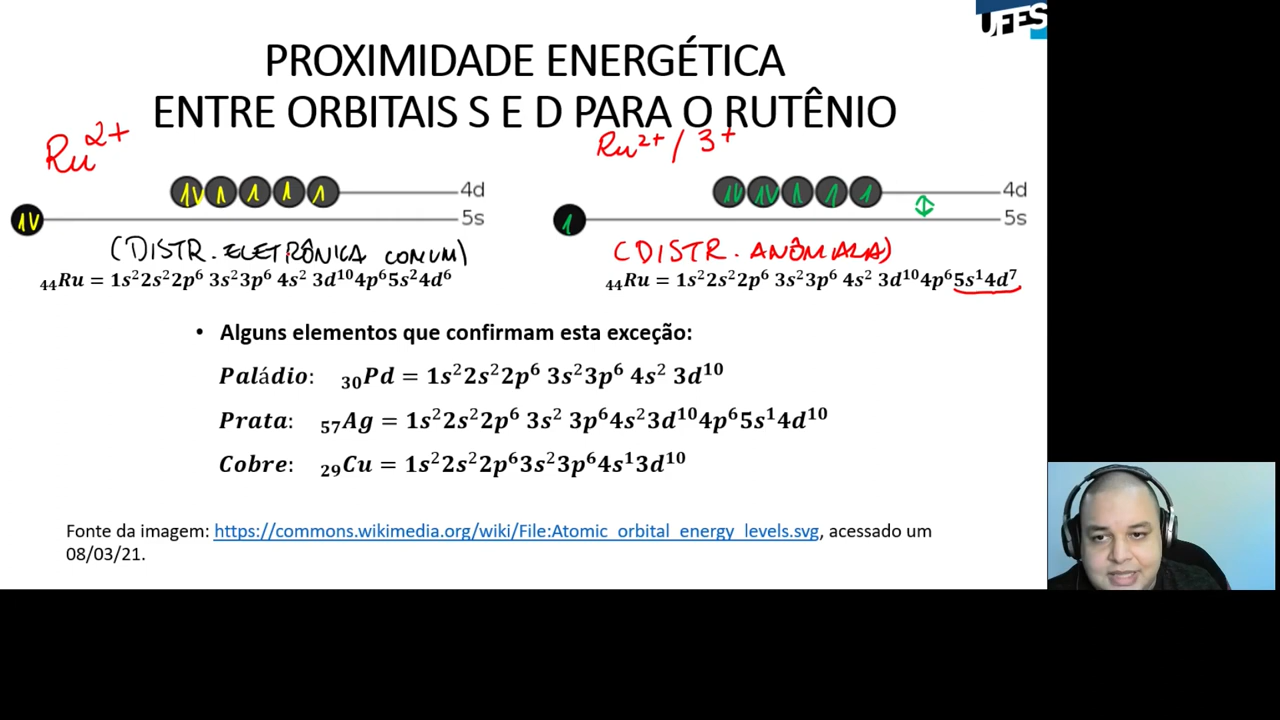 UFES
PROXIMIDADE ENERGÉTICA
ENTRE ORBITAIS S E D PARA O RUTÊNIO
Ru²⁺
Ru²⁺ / 3⁺
4d
5s
4d
5s
(DISTR. ELETRÔNICA COMUM)
(DISTR. ANÔMALA)
₄₄Ru = 1s²2s²2p⁶ 3s²3p⁶ 4s² 3d¹⁰4p⁶5s²4d⁶
₄₄Ru = 1s²2s²2p⁶ 3s²3p⁶ 4s² 3d¹⁰4p⁶5s¹4d⁷
• Alguns elementos que confirmam esta exceção:
Paládio: ₃₀Pd = 1s²2s²2p⁶ 3s²3p⁶ 4s² 3d¹⁰
Prata: ₅₇Ag = 1s²2s²2p⁶ 3s² 3p⁶4s²3d¹⁰4p⁶5s¹4d¹⁰
Cobre: ₂₉Cu = 1s²2s²2p⁶3s²3p⁶4s¹3d¹⁰
Fonte da imagem: https://commons.wikimedia.org/wiki/File:Atomic_orbital_energy_levels.svg, acessado um
08/03/21.